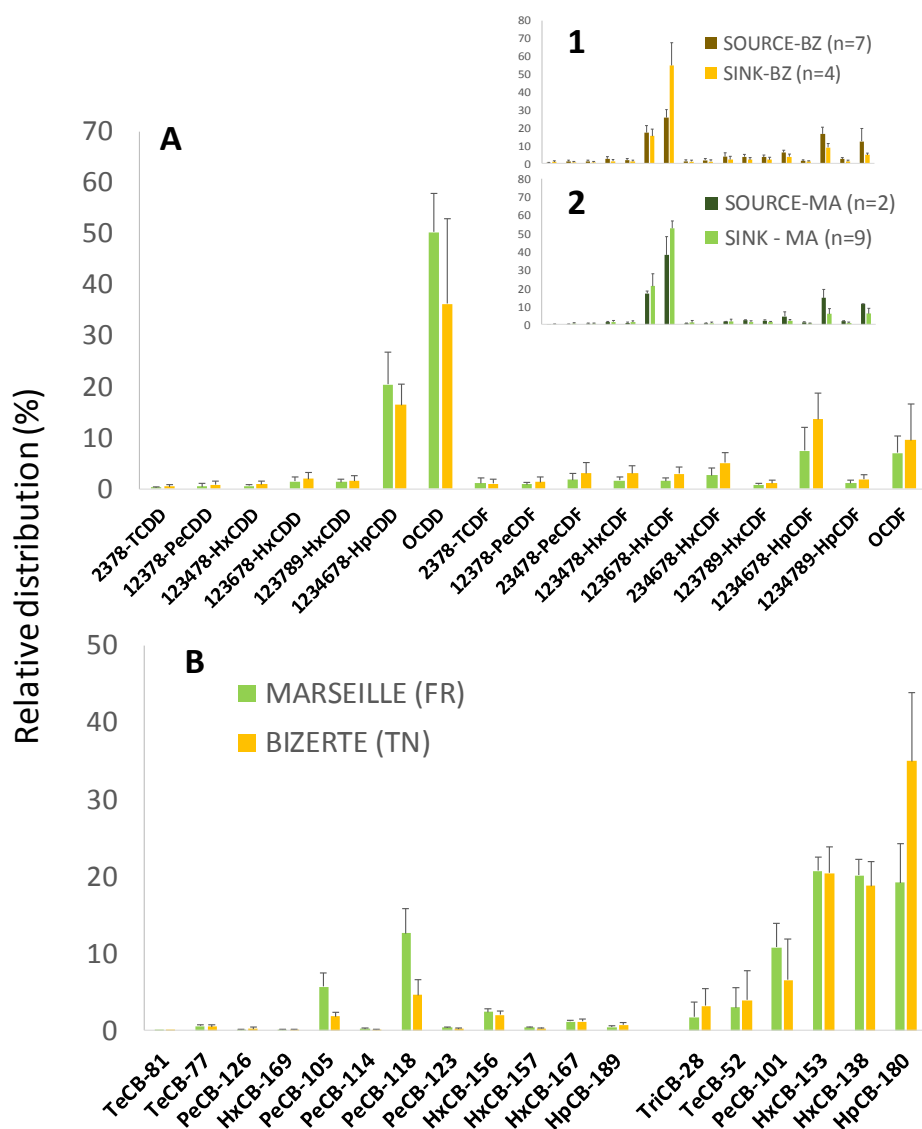 1
80
70
60
50
40
30
20
10
0
SOURCE-BZ (n=7)
SINK-BZ (n=4)
2
80
70
60
50
40
30
20
10
0
SOURCE-MA (n=2)
SINK - MA (n=9)
Relative distribution (%)
A
70
60
50
40
30
20
10
0
2378-TCDD
12378-PeCDD
123478-HxCDD
123678-HxCDD
123789-HxCDD
1234678-HpCDD
OCDD
2378-TCDF
12378-PeCDF
23478-PeCDF
123478-HxCDF
123678-HxCDF
234678-HxCDF
123789-HxCDF
1234678-HpCDF
1234789-HpCDF
OCDF
B
50
40
30
20
10
0
MARSEILLE (FR)
BIZERTE (TN)
TeCB-81
TeCB-77
PeCB-126
HxCB-169
PeCB-105
PeCB-114
PeCB-118
PeCB-123
HxCB-156
HxCB-157
HxCB-167
HpCB-189
TriCB-28
TeCB-52
PeCB-101
HxCB-153
HxCB-138
HpCB-180